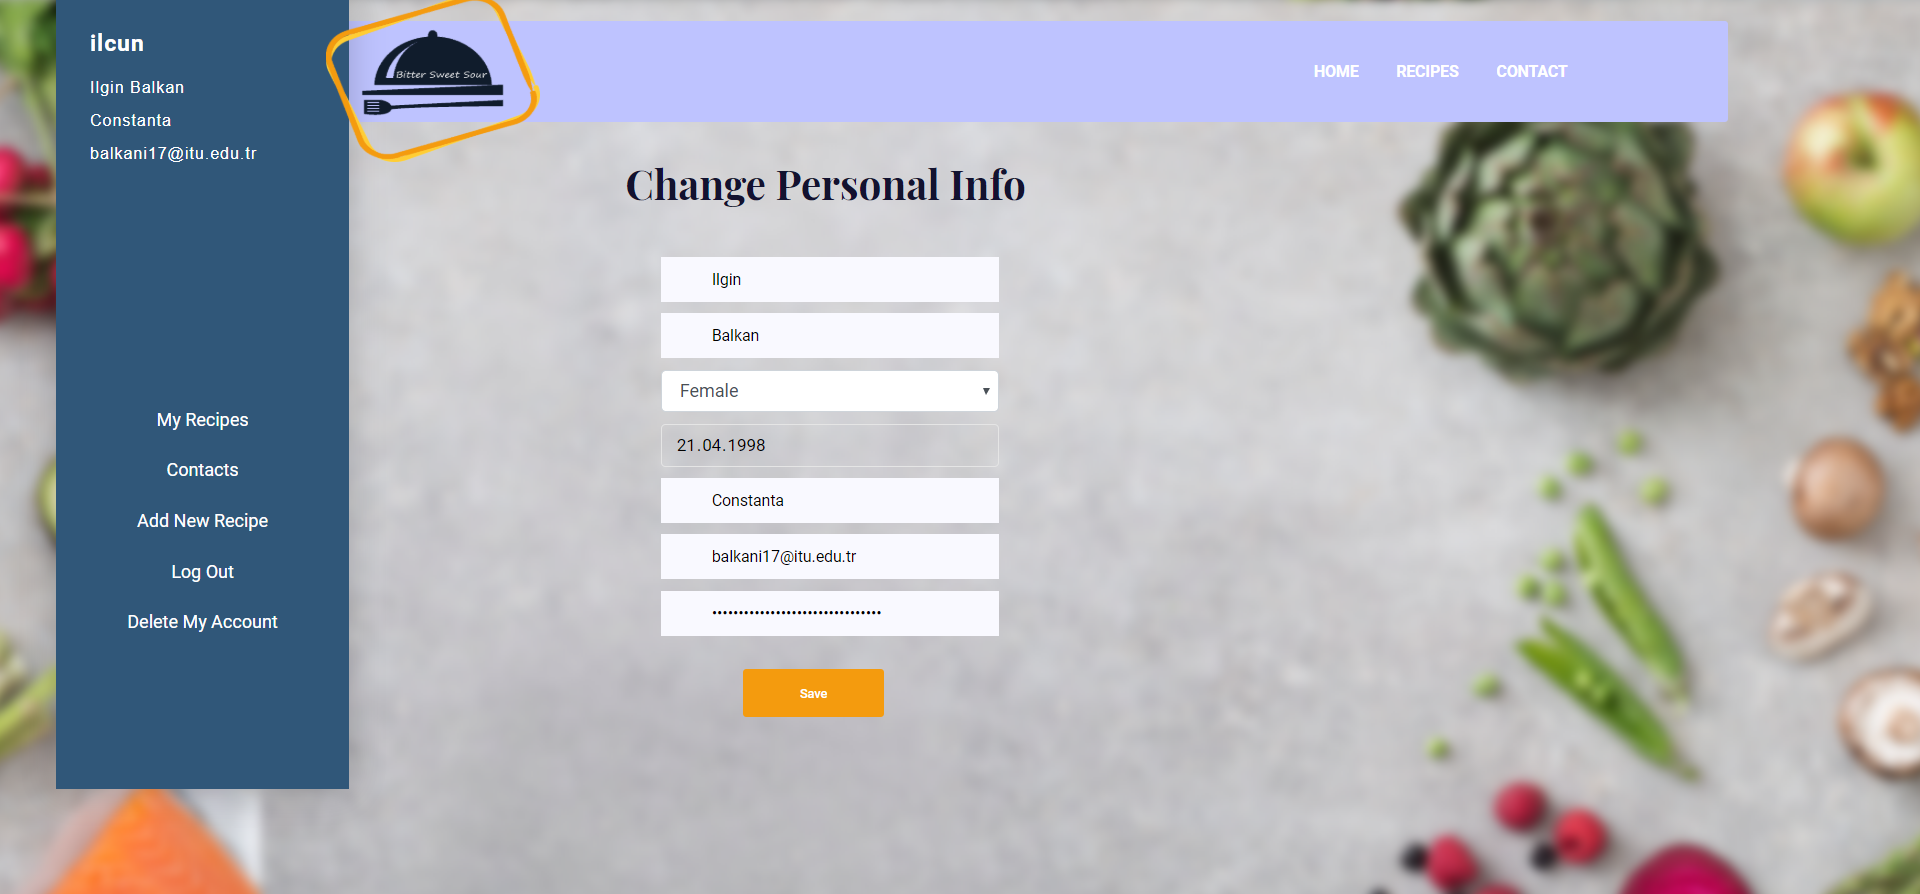 ilcun
Ilgin Balkan
Constanta
balkani17@itu.edu.tr
My Recipes
Contacts
Add New Recipe
Log Out
Delete My Account
Bitter Sweet Sour
HOME RECIPES CONTACT
Change Personal Info
Ilgin
Balkan
Female
21.04.1998
Constanta
balkani17@itu.edu.tr
••••••••••••••••••••••••••••••••
Save